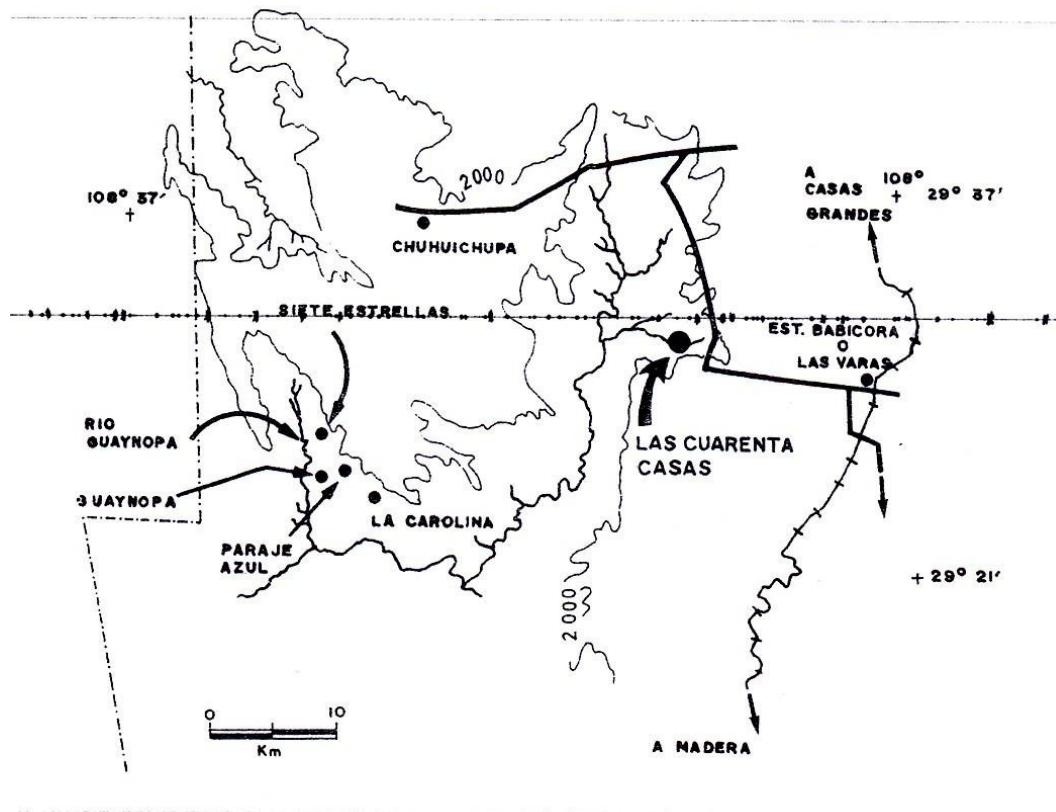 2000
108° 37'
A
CASAS
GRANDES
108°
29° 37'
CHUHUICHUPA
SIETE ESTRELLAS
EST. BABICORA
O
LAS VARAS
RIO
GUAYNOPA
LAS CUARENTA
CASAS
GUAYNOPA
LA CAROLINA
PARAJE
AZUL
29° 21'
2000
0 10
Km
A MADERA